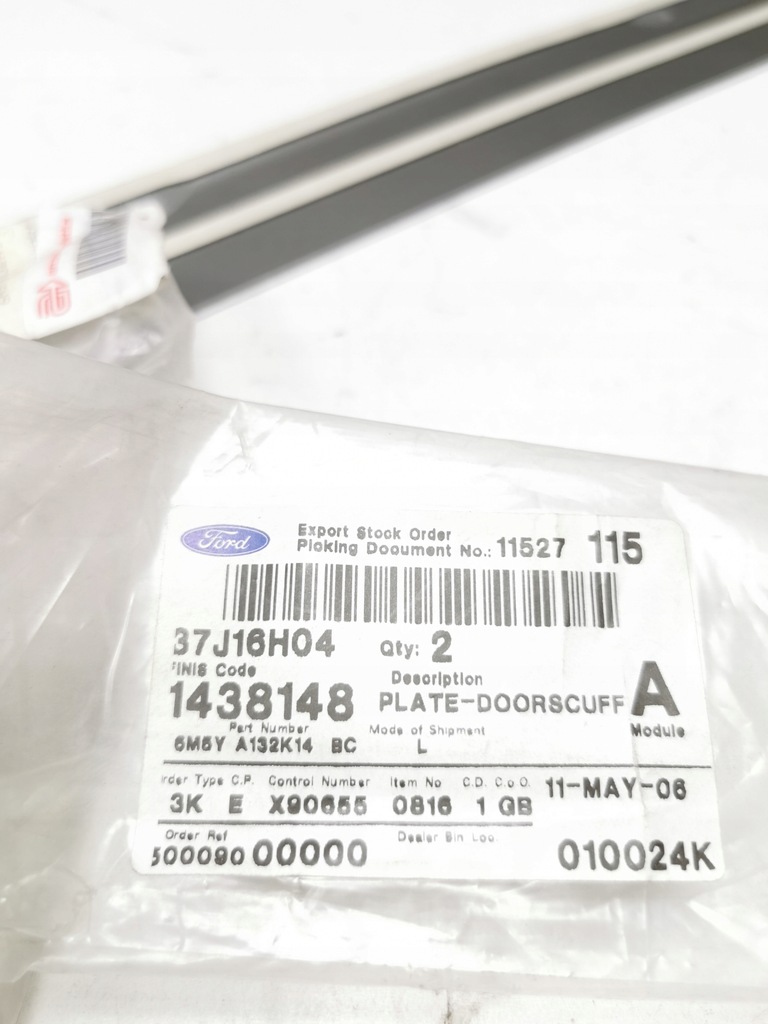 Ford
Export Stock Order
Picking Document No.: 11527 115
37J16H04 Qty: 2
FINIS Code Description
1438148 PLATE-DOORSCUFF A
Part Number Mode of Shipment Module
6M5Y A132K14 BC L
rder Type C.P. Control Number Item No C.D. C.o.O. 11-MAY-06
3K E X90655 0816 1 GB
Order Ref Dealer Bin Loc.
500090 00000 010024K